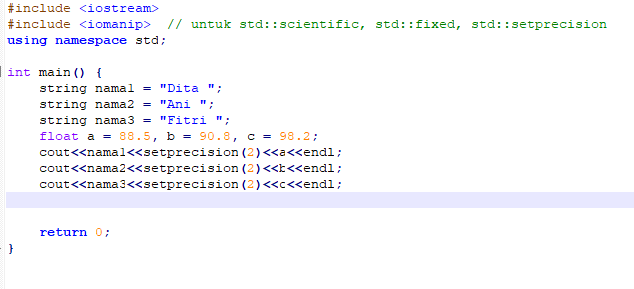 #include <iostream>
#include <iomanip>  // untuk std::scientific, std::fixed, std::setprecision
using namespace std;
int main() {
string nama1 = "Dita ";
string nama2 = "Ani ";
string nama3 = "Fitri ";
float a = 88.5, b = 90.8, c = 98.2;
cout<<nama1<<setprecision(2)<<a<<endl;
cout<<nama2<<setprecision(2)<<b<<endl;
cout<<nama3<<setprecision(2)<<c<<endl;
return 0;
}